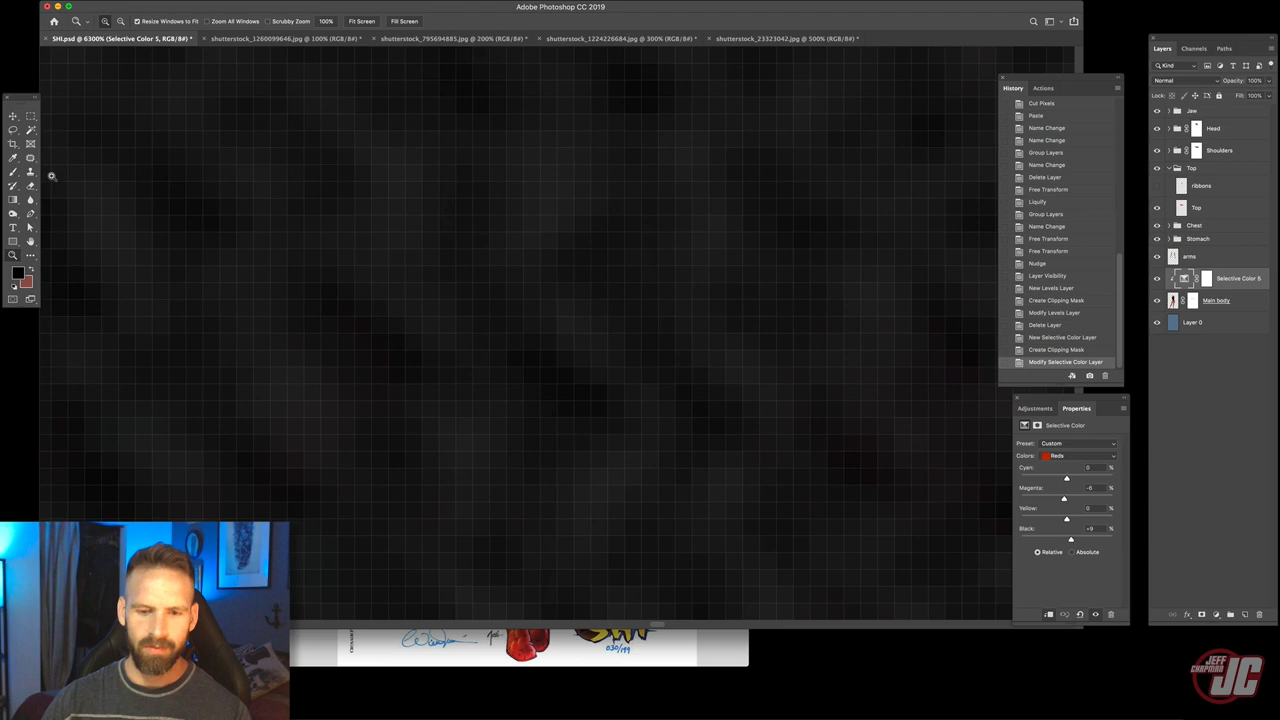 Adobe Photoshop CC 2019
Resize Windows to Fit
Zoom All Windows
Scrubby Zoom
100%
Fit Screen
Fill Screen
SHI.psd @ 6300% (Selective Color 5, RGB/8#) *
shutterstock_1260099646.jpg @ 100% (RGB/8#) *
shutterstock_795694885.jpg @ 200% (RGB/8#) *
shutterstock_1224226684.jpg @ 300% (RGB/8#) *
shutterstock_23323042.jpg @ 500% (RGB/8#) *
History
Actions
Cut Pixels
Paste
Name Change
Name Change
Group Layers
Name Change
Delete Layer
Free Transform
Liquify
Group Layers
Name Change
Free Transform
Free Transform
Nudge
Layer Visibility
New Levels Layer
Create Clipping Mask
Modify Levels Layer
Delete Layer
New Selective Color Layer
Create Clipping Mask
Modify Selective Color Layer
Adjustments
Properties
Selective Color
Preset: Custom
Colors: Reds
Cyan: 0 %
Magenta: -6 %
Yellow: 0 %
Black: +9 %
Relative
Absolute
Layers
Channels
Paths
Kind
Normal
Opacity: 100%
Lock:
Fill: 100%
Jaw
Head
Shoulders
Top
ribbons
Top
Chest
Stomach
arms
Selective Color 5
Main body
Layer 0
030/199
JEFF
CHAPMAN
JC